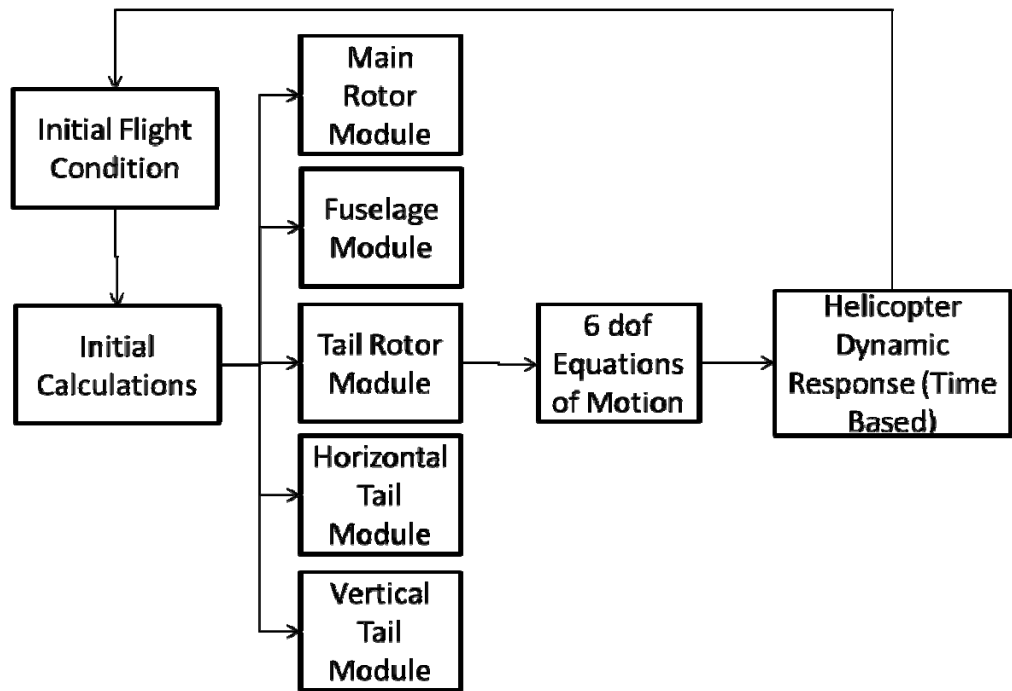 Main
Rotor
Module
Initial Flight
Condition
Fuselage
Module
Initial
Calculations
Tail Rotor
Module
6 dof
Equations
of Motion
Helicopter
Dynamic
Response (Time
Based)
Horizontal
Tail
Module
Vertical
Tail
Module